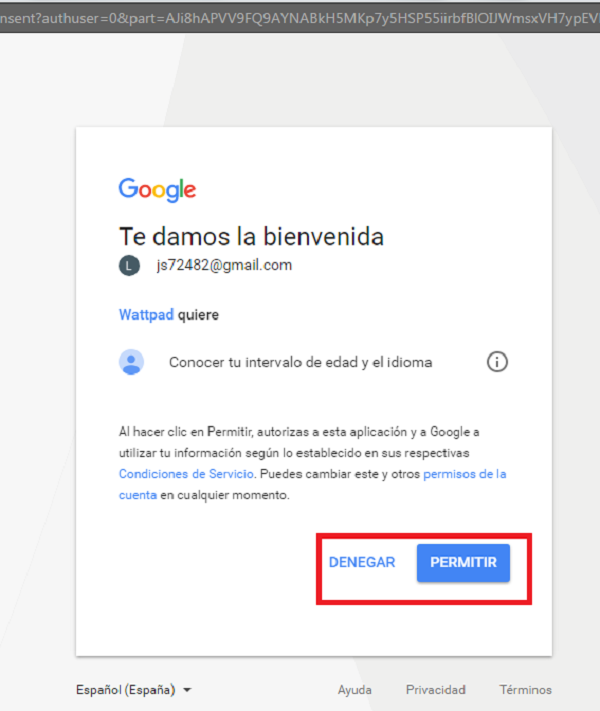 nsent?authuser=0&part=AJi8hAPVV9FQ9AYNABkH5MKp7y5HSP55iirbfBIOIJWmsxVH7ypEV
Google
Te damos la bienvenida
L js72482@gmail.com
Wattpad quiere
Conocer tu intervalo de edad y el idioma
Al hacer clic en Permitir, autorizas a esta aplicación y a Google a
utilizar tu información según lo establecido en sus respectivas
Condiciones de Servicio. Puedes cambiar este y otros permisos de la
cuenta en cualquier momento.
DENEGAR PERMITIR
Español (España) Ayuda Privacidad Términos